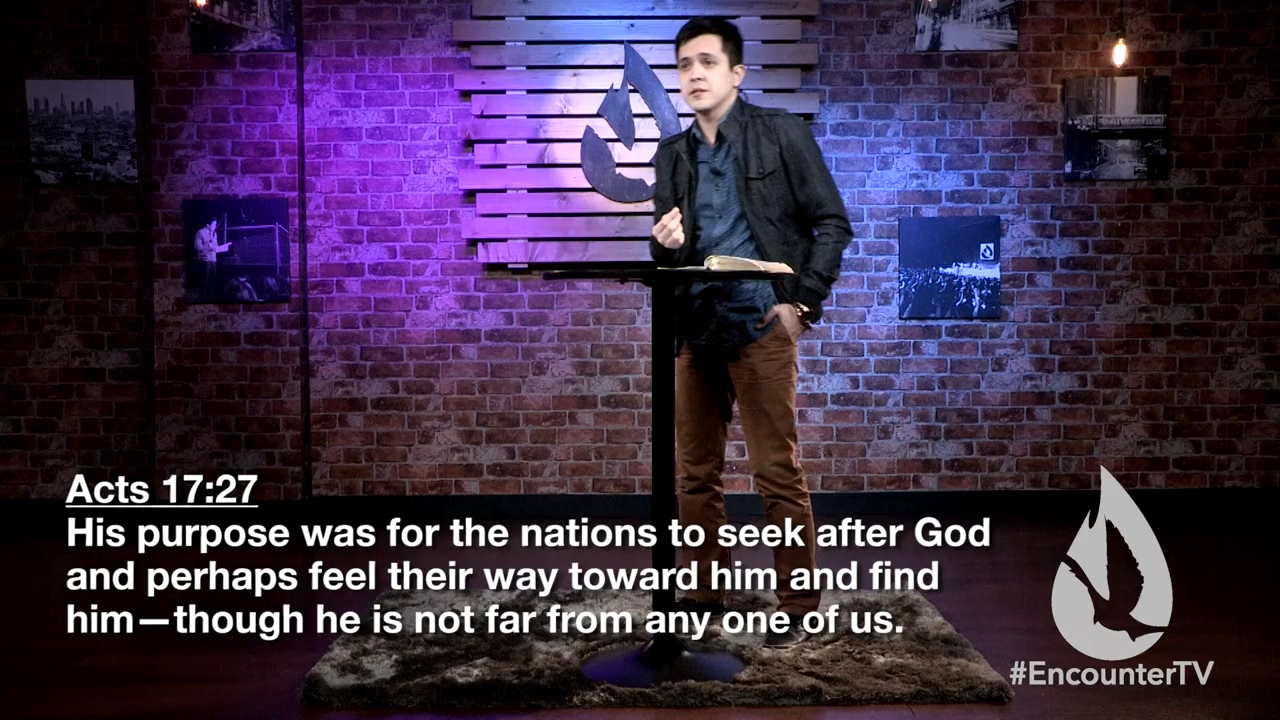 Acts 17:27
His purpose was for the nations to seek after God
and perhaps feel their way toward him and find
him—though he is not far from any one of us.
#EncounterTV